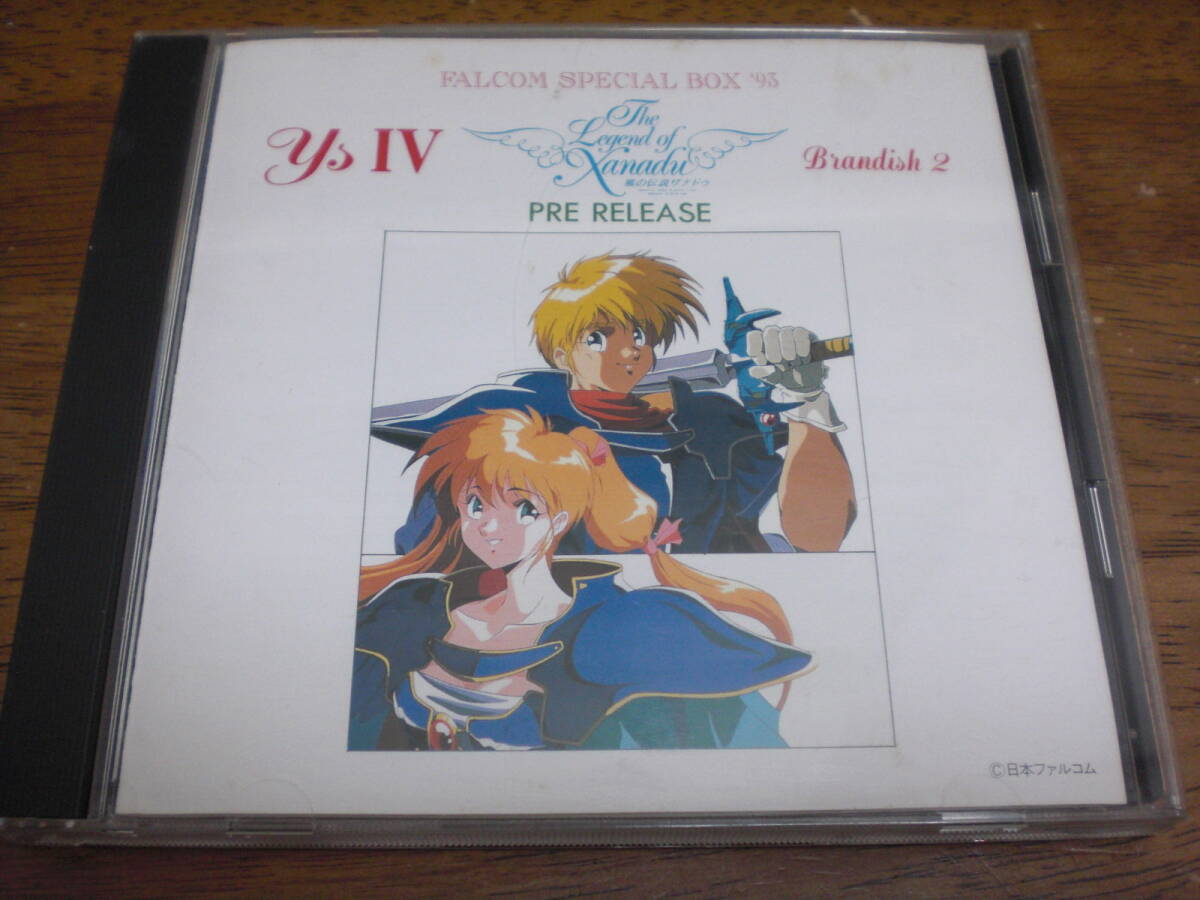 FALCOM SPECIAL BOX '93
Ys IV
The
Legend of
Xanadu
風の伝説ザナドゥ
Brandish 2
PRE RELEASE
©日本ファルコム